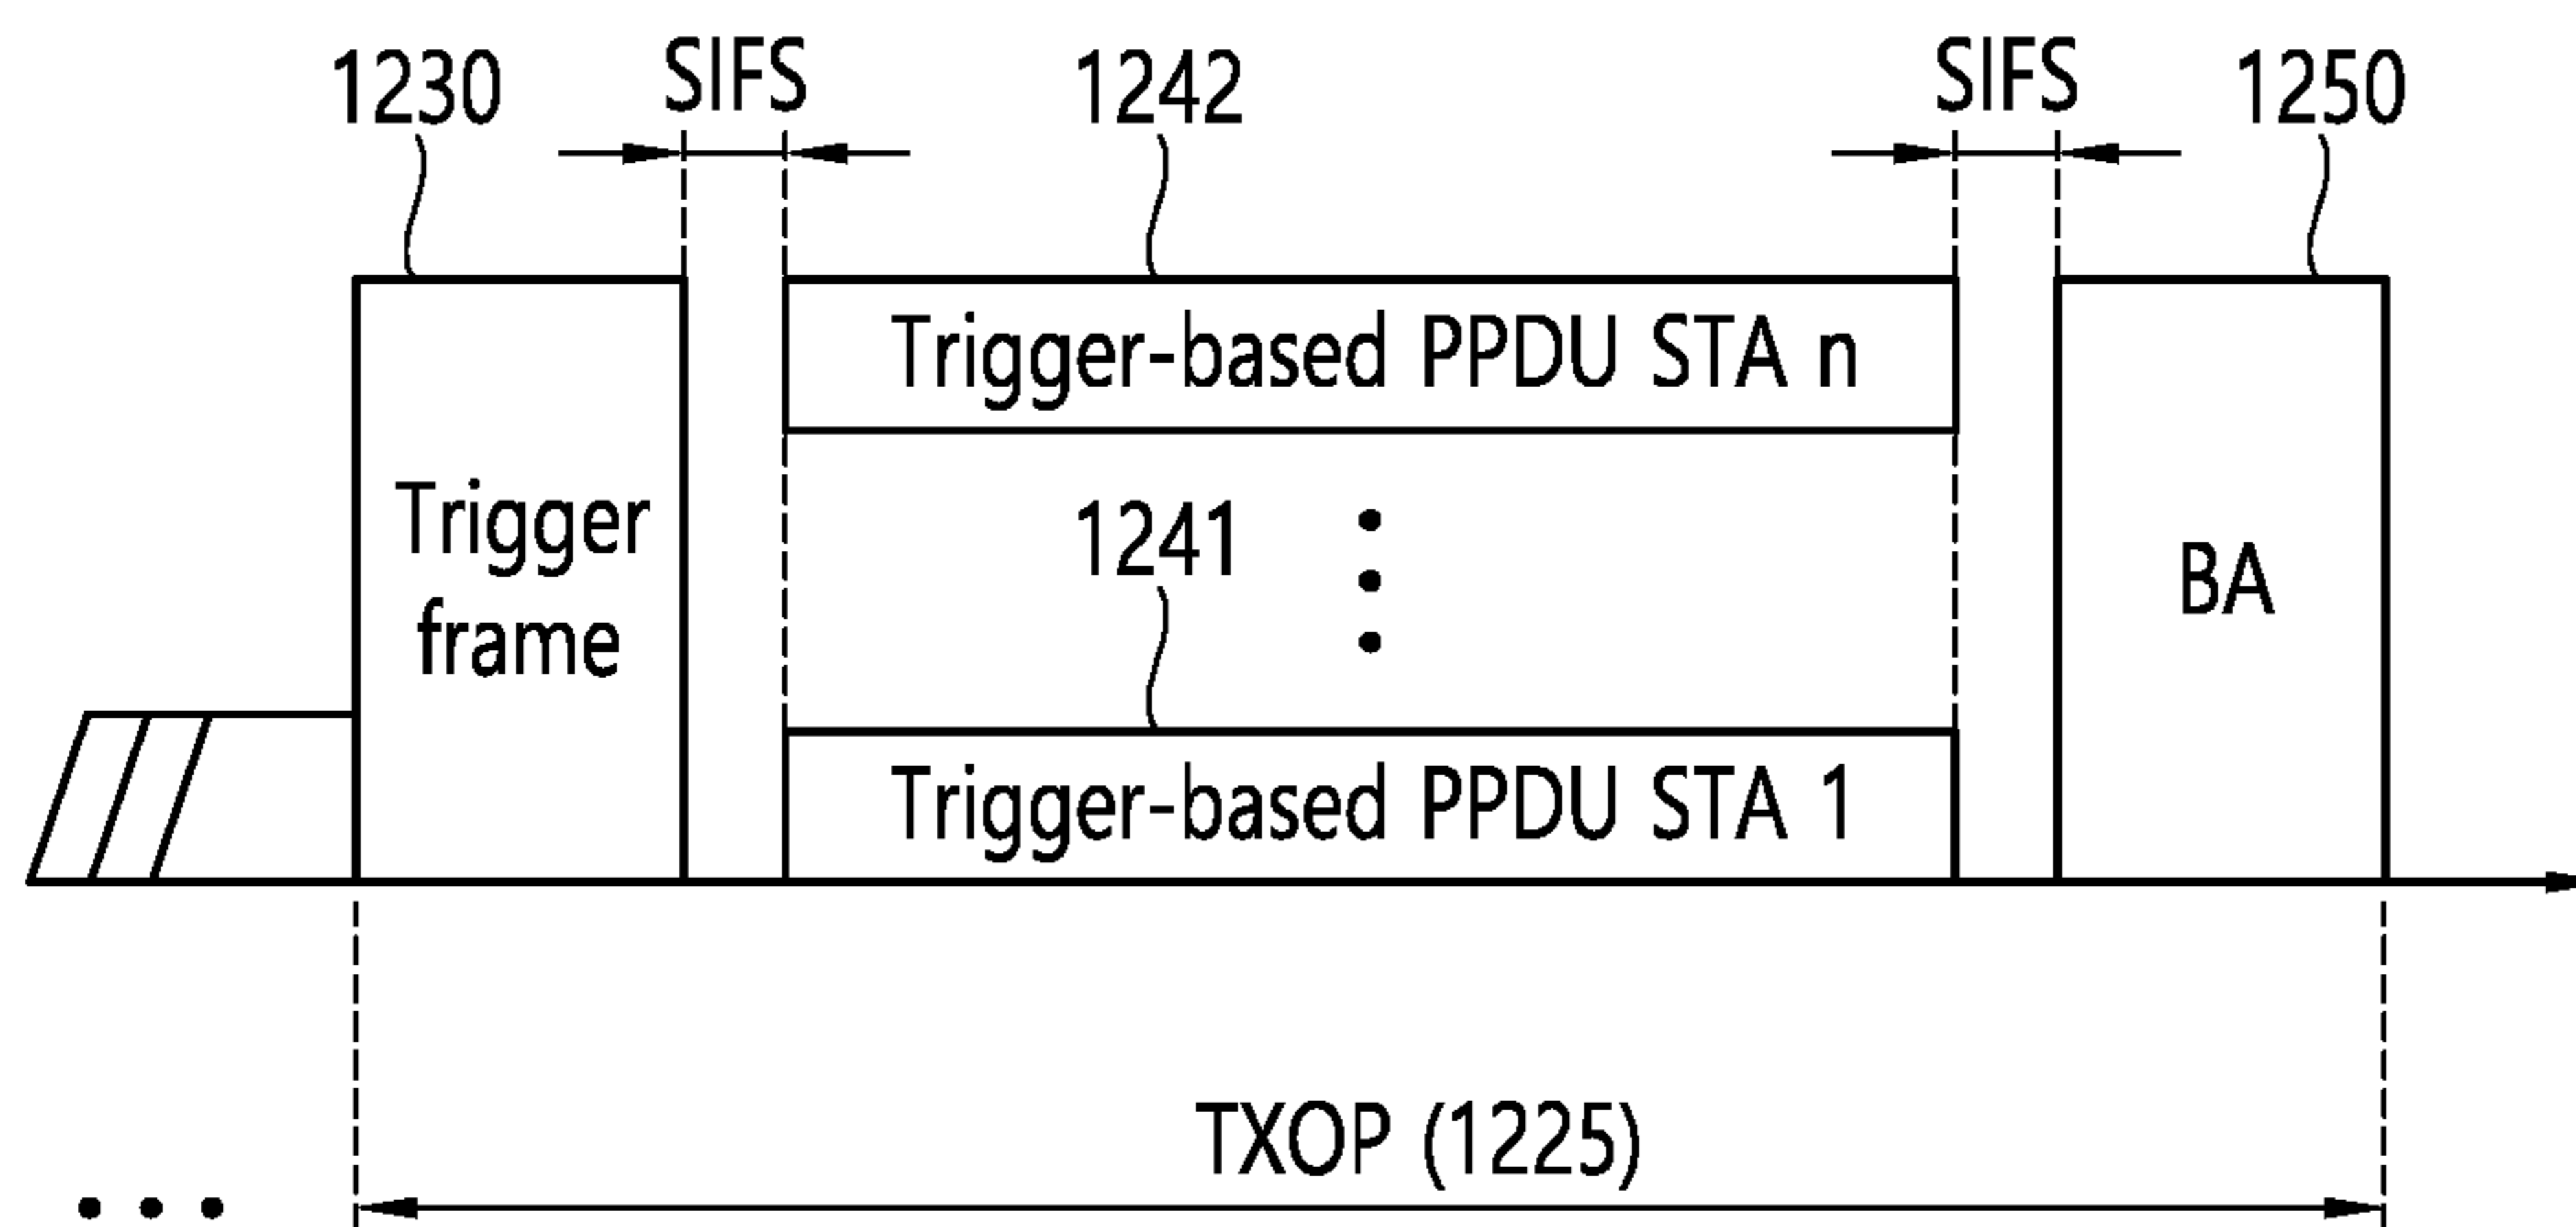 1230
SIFS
1242
SIFS
1250
Trigger-based PPDU STA n
Trigger
frame
1241
BA
Trigger-based PPDU STA 1
TXOP (1225)